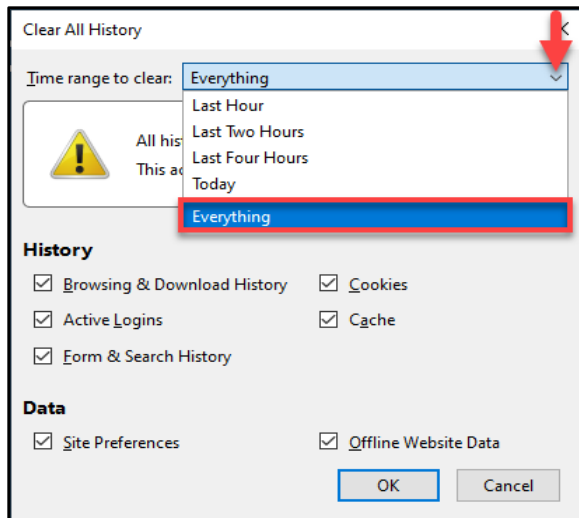 Clear All History
Time range to clear: Everything
Last Hour
Last Two Hours
Last Four Hours
Today
Everything
All his
This a
History
Browsing & Download History
Cookies
Active Logins
Cache
Form & Search History
Data
Site Preferences
Offline Website Data
OK
Cancel